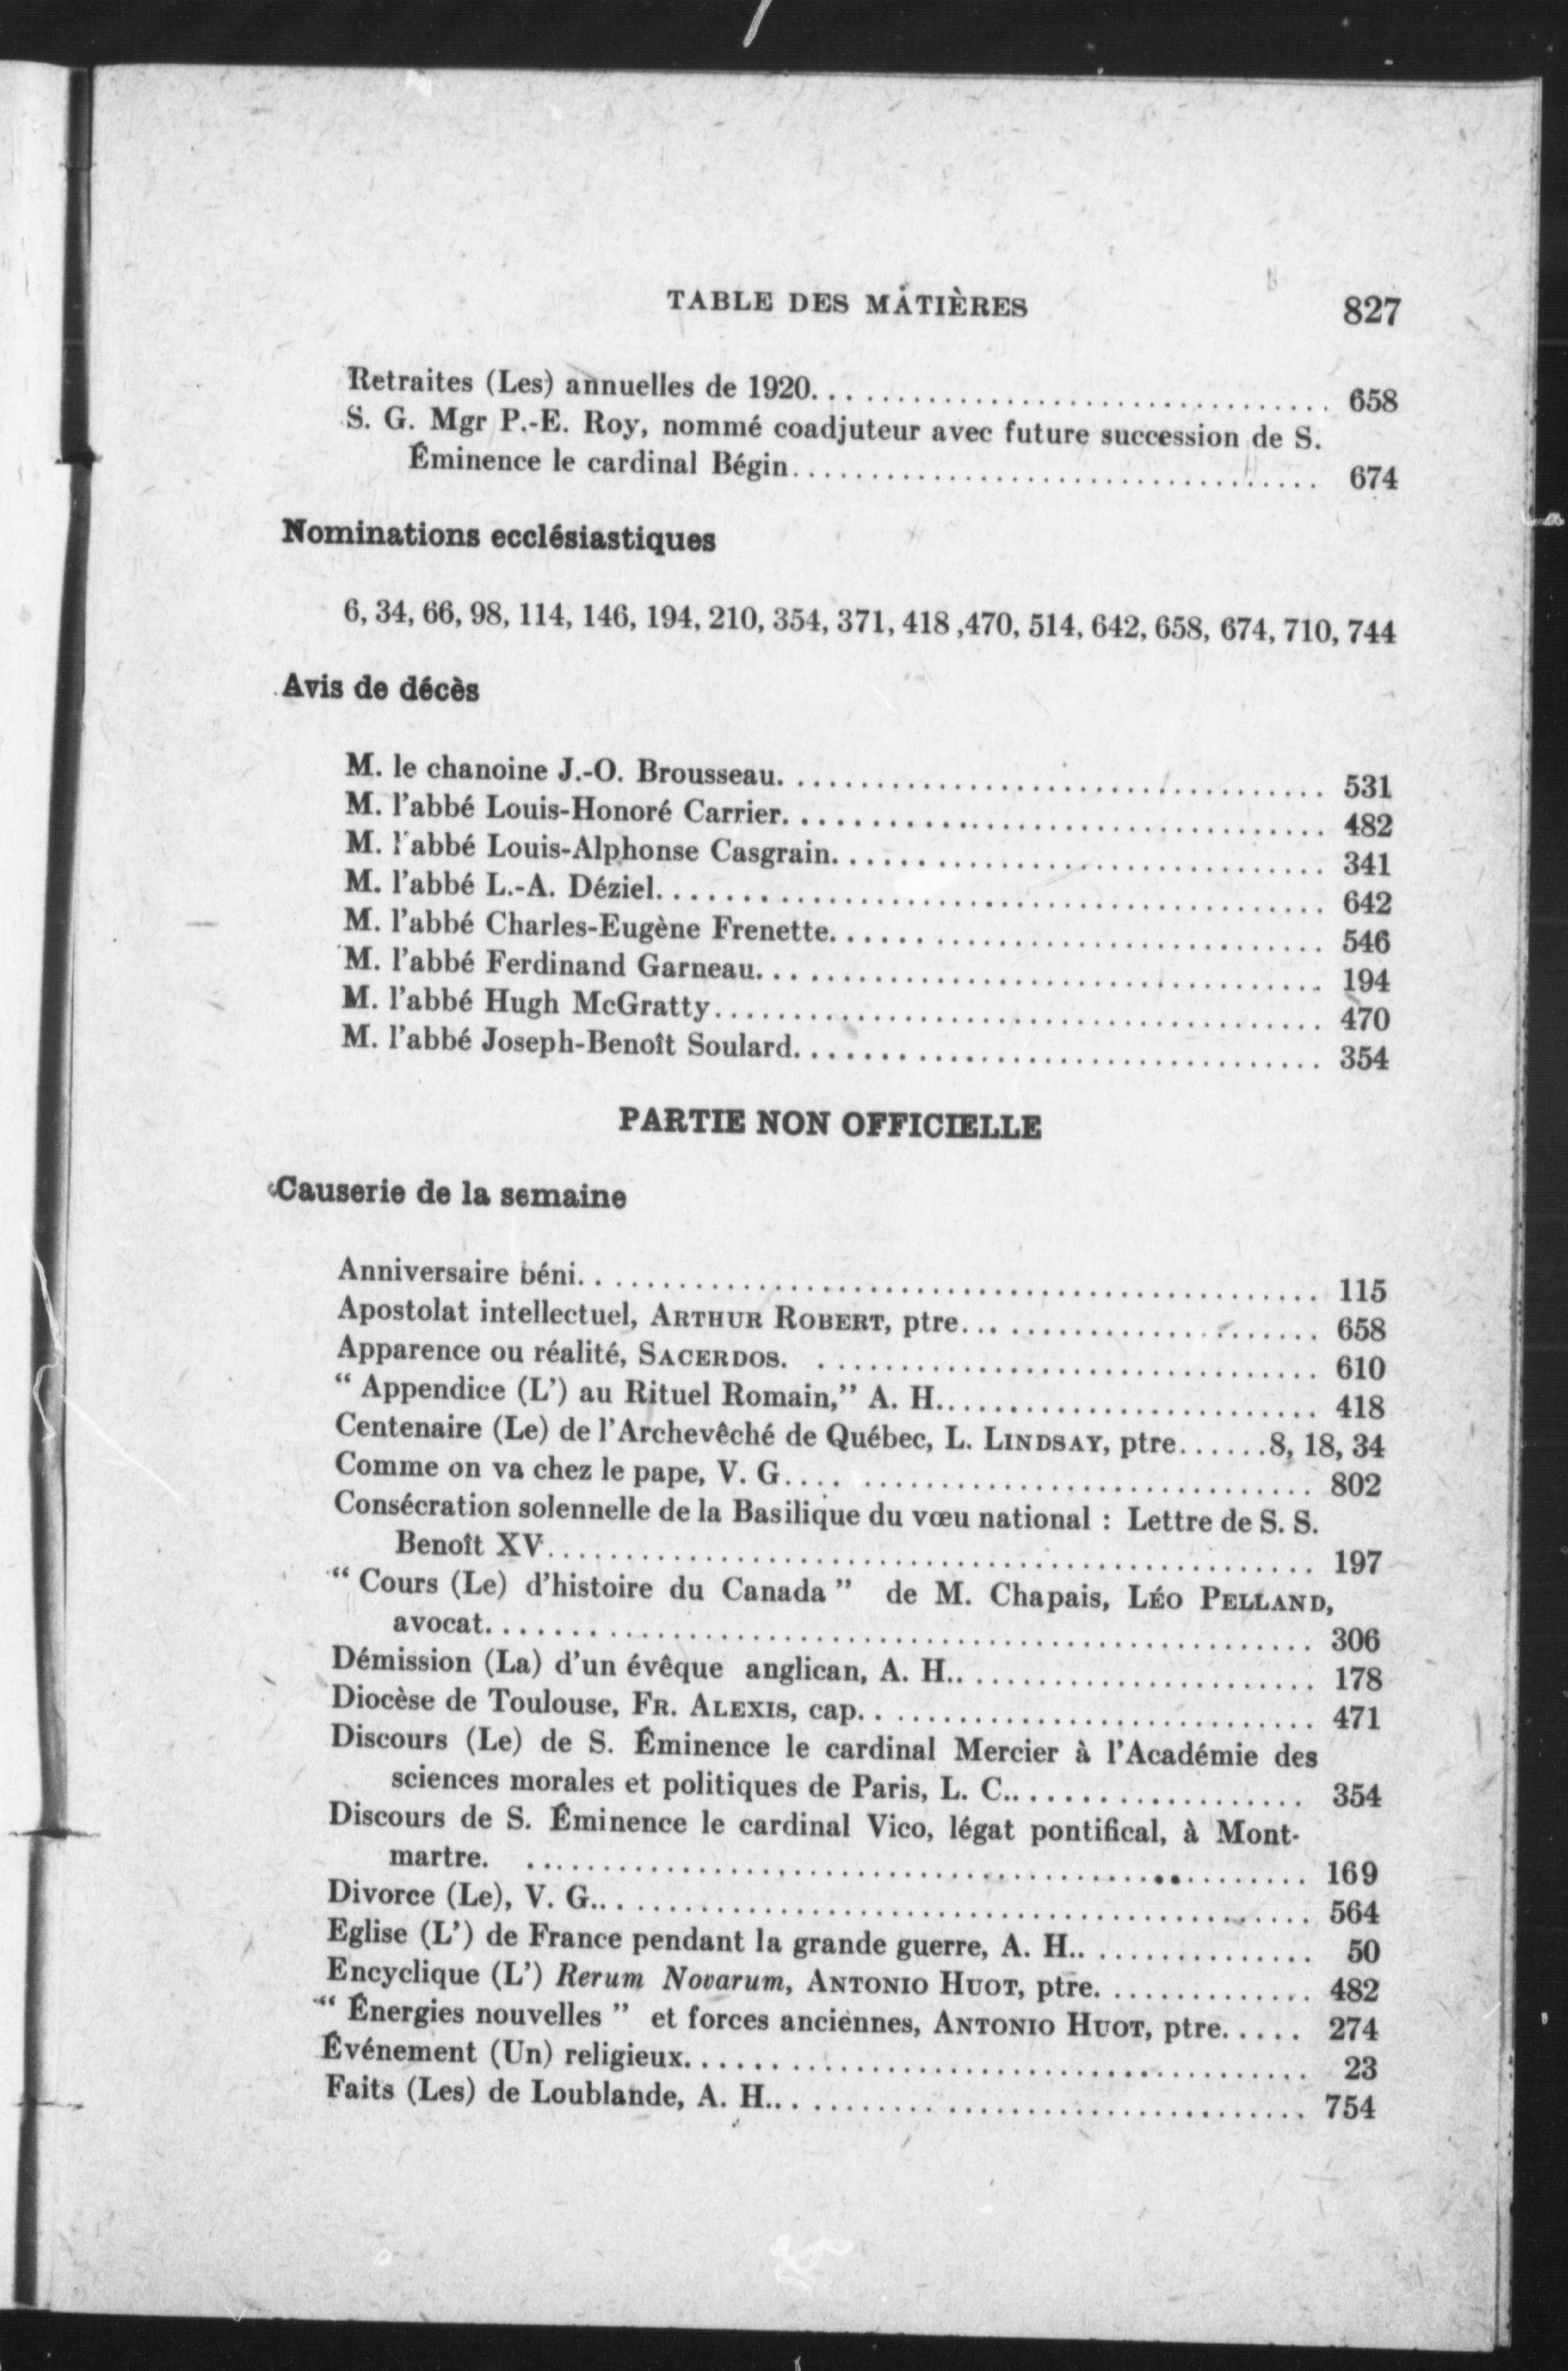 TABLE DES MATIÈRES 827
Retraites (Les) annuelles de 1920. . . . . . . . . . . . . . . . . . . . . . . . . . . . . . . 658
S. G. Mgr P.-E. Roy, nommé coadjuteur avec future succession de S.
Éminence le cardinal Bégin. . . . . . . . . . . . . . . . . . . . . . . . . . . . . . . 674
Nominations ecclésiastiques
6, 34, 66, 98, 114, 146, 194, 210, 354, 371, 418 ,470, 514, 642, 658, 674, 710, 744
Avis de décès
M. le chanoine J.-O. Brousseau. . . . . . . . . . . . . . . . . . . . . . . . . . . . . . . 531
M. l'abbé Louis-Honoré Carrier. . . . . . . . . . . . . . . . . . . . . . . . . . . . . . . 482
M. l'abbé Louis-Alphonse Casgrain. . . . . . . . . . . . . . . . . . . . . . . . . . . . 341
M. l'abbé L.-A. Déziel. . . . . . . . . . . . . . . . . . . . . . . . . . . . . . . . . . . . . 642
M. l'abbé Charles-Eugène Frenette. . . . . . . . . . . . . . . . . . . . . . . . . . . . 546
M. l'abbé Ferdinand Garneau. . . . . . . . . . . . . . . . . . . . . . . . . . . . . . . . 194
M. l'abbé Hugh McGratty. . . . . . . . . . . . . . . . . . . . . . . . . . . . . . . . . . . 470
M. l'abbé Joseph-Benoît Soulard. . . . . . . . . . . . . . . . . . . . . . . . . . . . . . 354
PARTIE NON OFFICIELLE
Causerie de la semaine
Anniversaire béni. . . . . . . . . . . . . . . . . . . . . . . . . . . . . . . . . . . . . . . . . 115
Apostolat intellectuel, ARTHUR ROBERT, ptre. . . . . . . . . . . . . . . . . . . . . 658
Apparence ou réalité, SACERDOS. . . . . . . . . . . . . . . . . . . . . . . . . . . . . . 610
" Appendice (L') au Rituel Romain," A. H. . . . . . . . . . . . . . . . . . . . . . . . 418
Centenaire (Le) de l'Archevêché de Québec, L. LINDSAY, ptre. . . . . .8, 18, 34
Comme on va chez le pape, V. G. . . . . . . . . . . . . . . . . . . . . . . . . . . . . . 802
Consécration solennelle de la Basilique du vœu national : Lettre de S. S.
Benoît XV. . . . . . . . . . . . . . . . . . . . . . . . . . . . . . . . . . . . . . . . . . . . 197
" Cours (Le) d'histoire du Canada " de M. Chapais, LÉO PELLAND,
avocat. . . . . . . . . . . . . . . . . . . . . . . . . . . . . . . . . . . . . . . . . . . . . . . 306
Démission (La) d'un évêque anglican, A. H. . . . . . . . . . . . . . . . . . . . . . . 178
Diocèse de Toulouse, FR. ALEXIS, cap. . . . . . . . . . . . . . . . . . . . . . . . . . 471
Discours (Le) de S. Éminence le cardinal Mercier à l'Académie des
sciences morales et politiques de Paris, L. C. . . . . . . . . . . . . . . . . . . 354
Discours de S. Éminence le cardinal Vico, légat pontifical, à Mont-
martre. . . . . . . . . . . . . . . . . . . . . . . . . . . . . . . . . . . . . . . . . . . . . . 169
Divorce (Le), V. G. . . . . . . . . . . . . . . . . . . . . . . . . . . . . . . . . . . . . . . . 564
Eglise (L') de France pendant la grande guerre, A. H. . . . . . . . . . . . . . . 50
Encyclique (L') Rerum Novarum, ANTONIO HUOT, ptre. . . . . . . . . . . . . . 482
" Énergies nouvelles " et forces anciennes, ANTONIO HUOT, ptre. . . . . 274
Événement (Un) religieux. . . . . . . . . . . . . . . . . . . . . . . . . . . . . . . . . . . 23
Faits (Les) de Loublande, A. H. . . . . . . . . . . . . . . . . . . . . . . . . . . . . . . 754